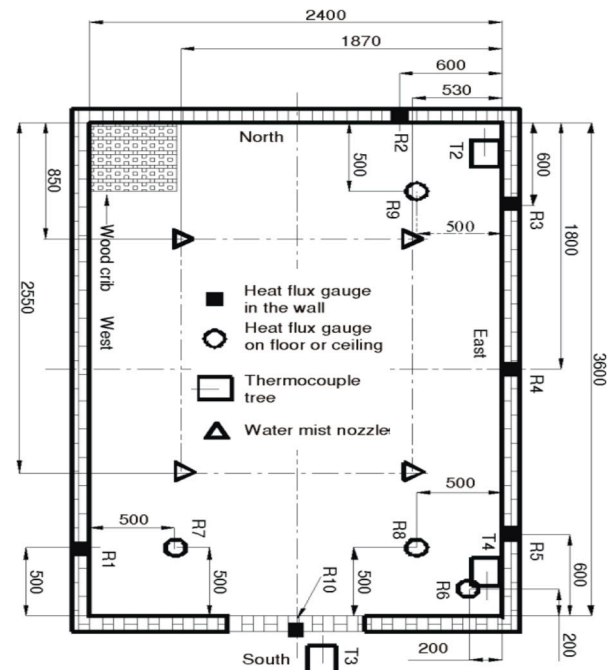 2400
1870
600
530
North
R2
T2
850
500
R9
600
500
R3
1800
Wood crib
2550
West
East
Heat flux gauge
in the wall
Heat flux gauge
on floor or ceiling
Thermocouple
tree
Water mist nozzle
R4
3600
500
500
R7
R8
T4
R1
500
500
R10
500
R6
R5
600
South
T3
200
200